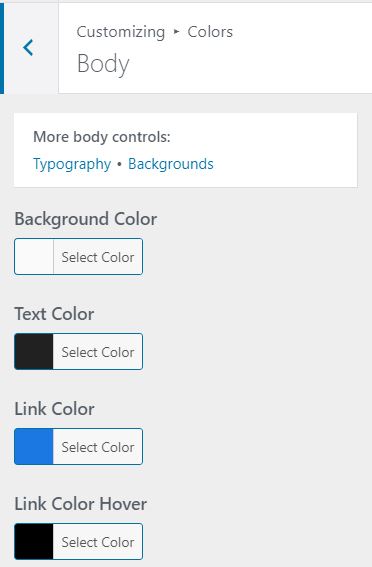 Customizing ▸ Colors
Body
More body controls:
Typography • Backgrounds
Background Color
Select Color
Text Color
Select Color
Link Color
Select Color
Link Color Hover
Select Color